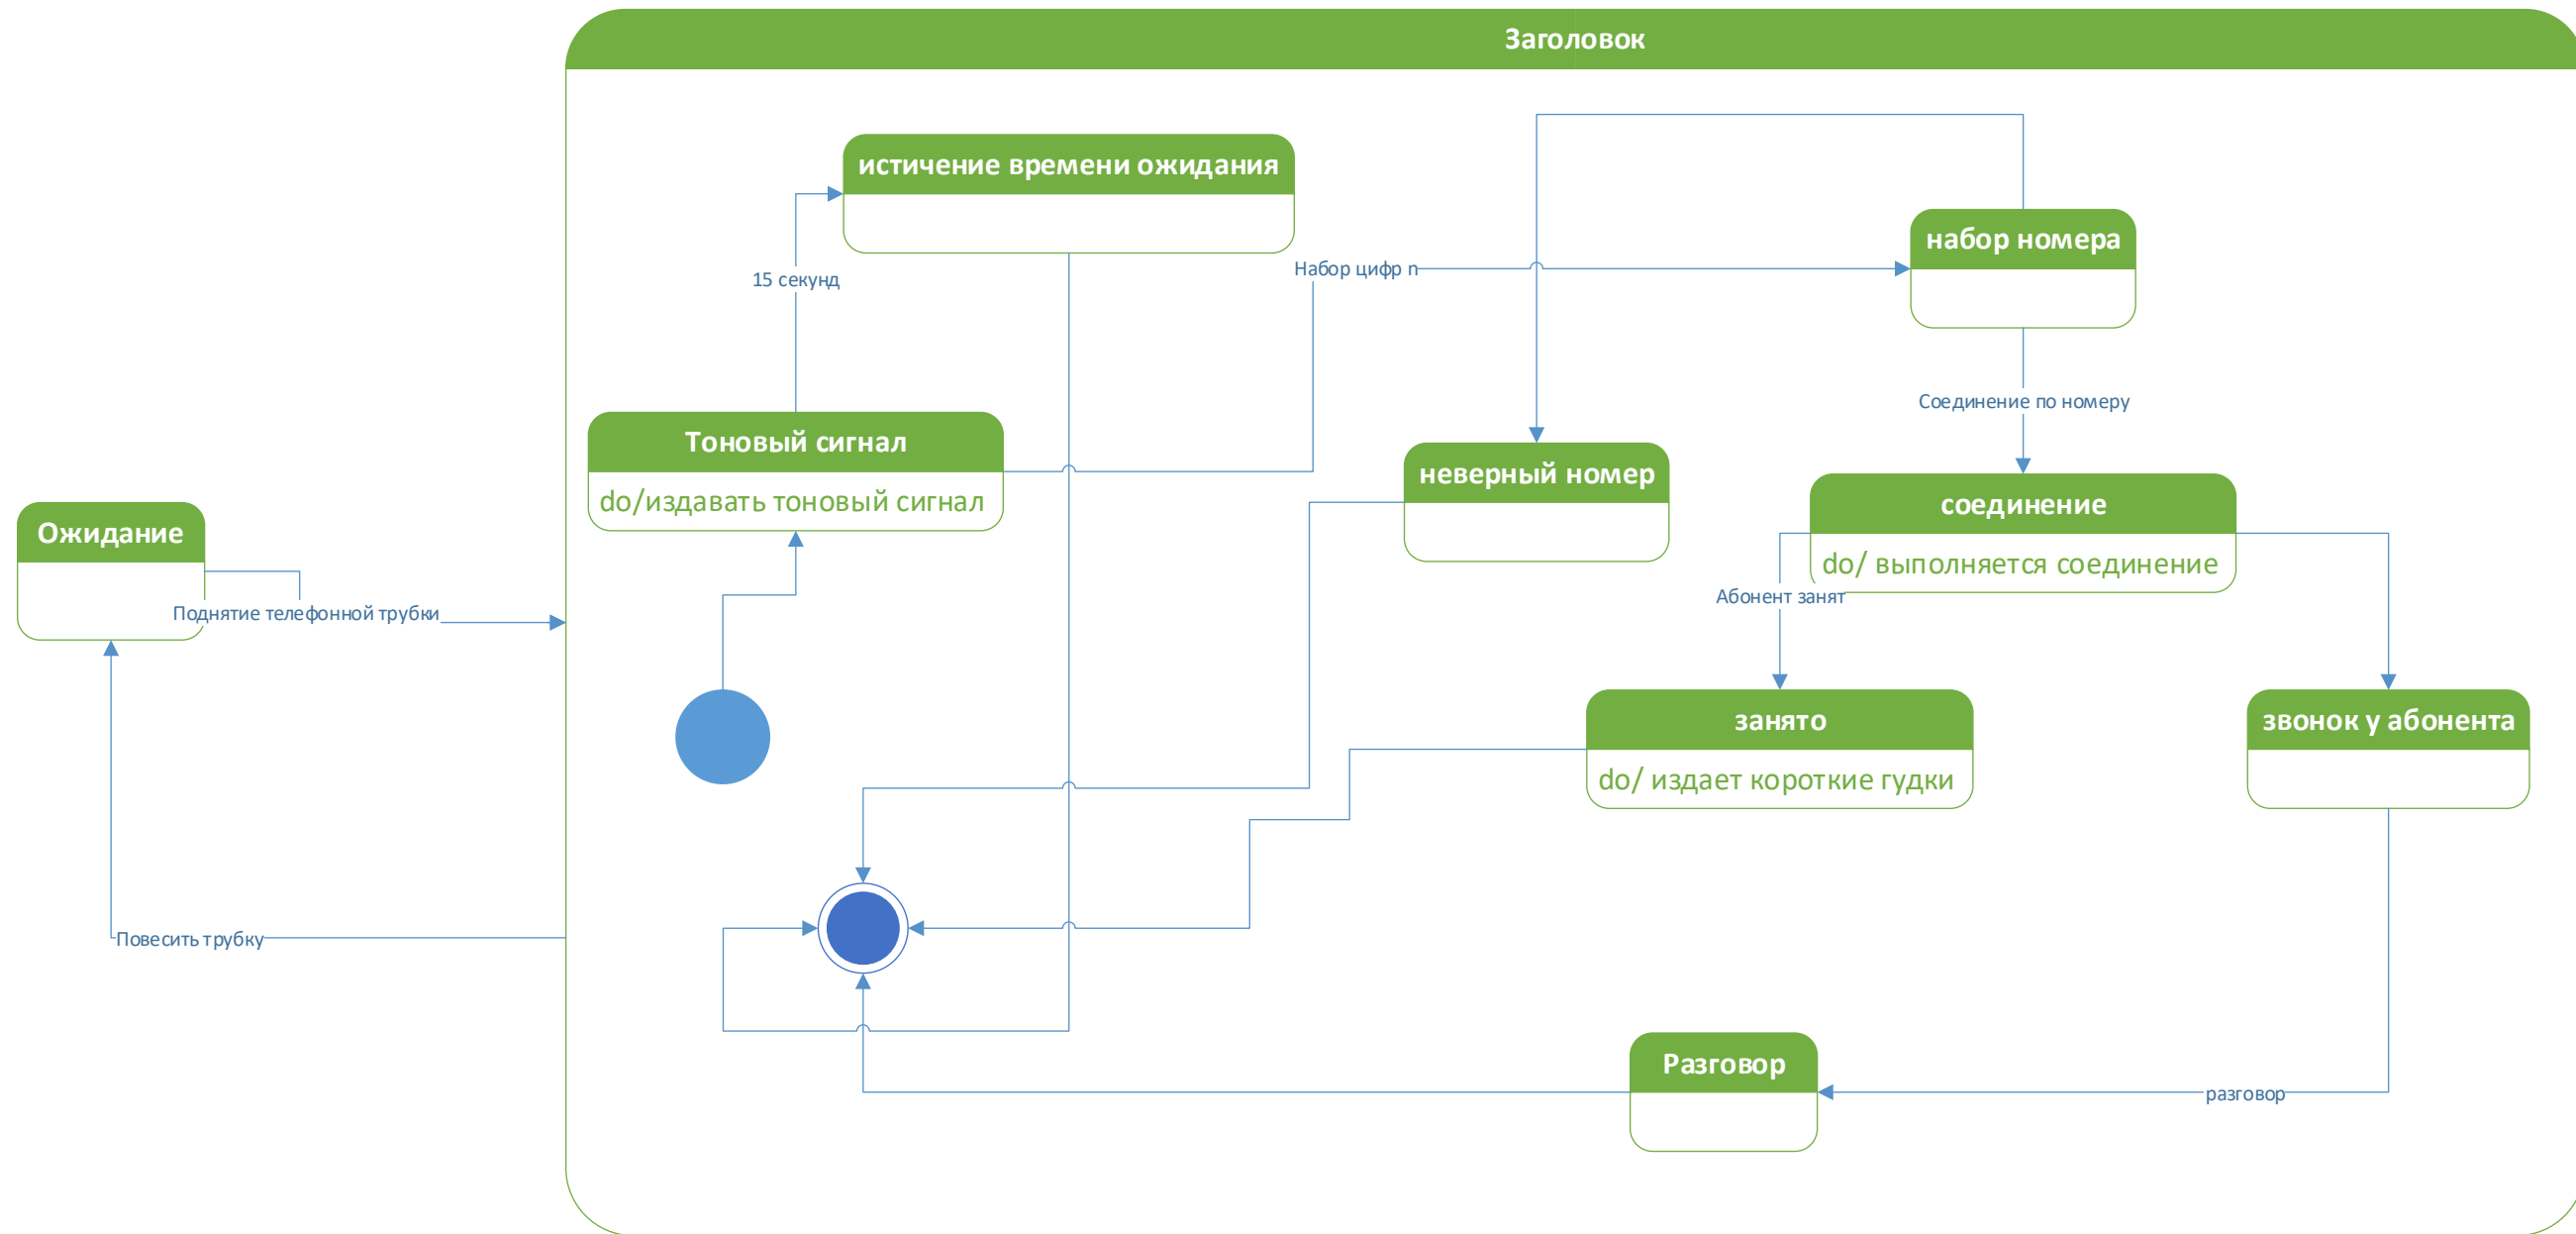 Заголовок
истичение времени ожидания
набор номера
Набор цифр n
15 секунд
Соединение по номеру
Тоновый сигнал
do/издавать тоновый сигнал
неверный номер
соединение
do/ выполняется соединение
Ожидание
Поднятие телефонной трубки
Абонент занят
занято
do/ издает короткие гудки
звонок у абонента
Повесить трубку
Разговор
разговор